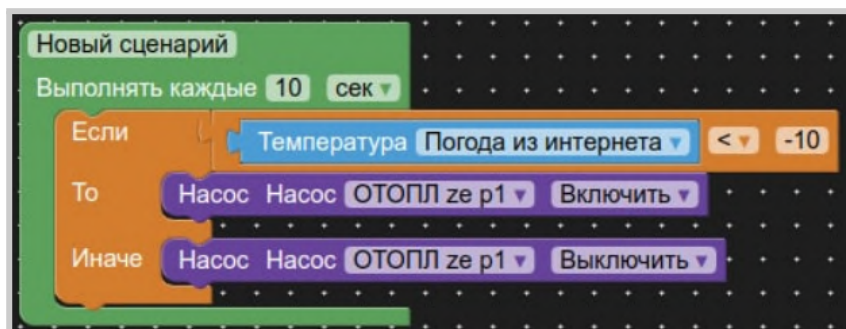 Новый сценарий
Выполнять каждые 10 сек
Если Температура Погода из интернета < -10
То Насос Насос ОТОПЛ ze p1 Включить
Иначе Насос Насос ОТОПЛ ze p1 Выключить